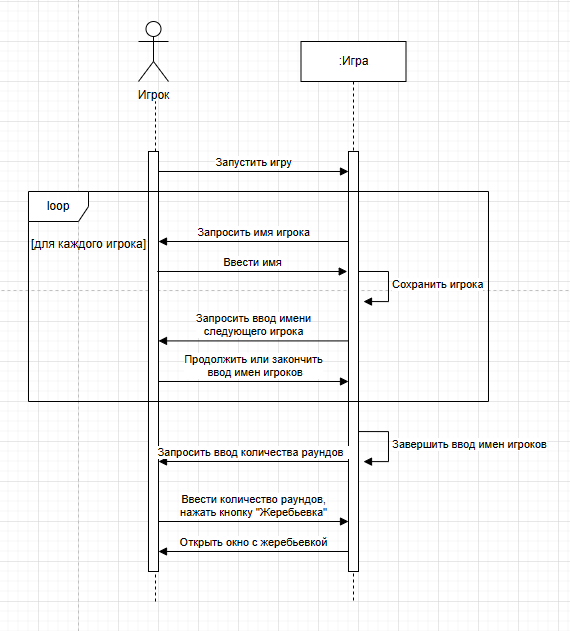 :Игра
Игрок
Запустить игру
loop
Запросить имя игрока
[для каждого игрока]
Ввести имя
Сохранить игрока
Запросить ввод имени
следующего игрока
Продолжить или закончить
ввод имен игроков
Завершить ввод имен игроков
Запросить ввод количества раундов
Ввести количество раундов,
нажать кнопку "Жеребьевка"
Открыть окно с жеребьевкой